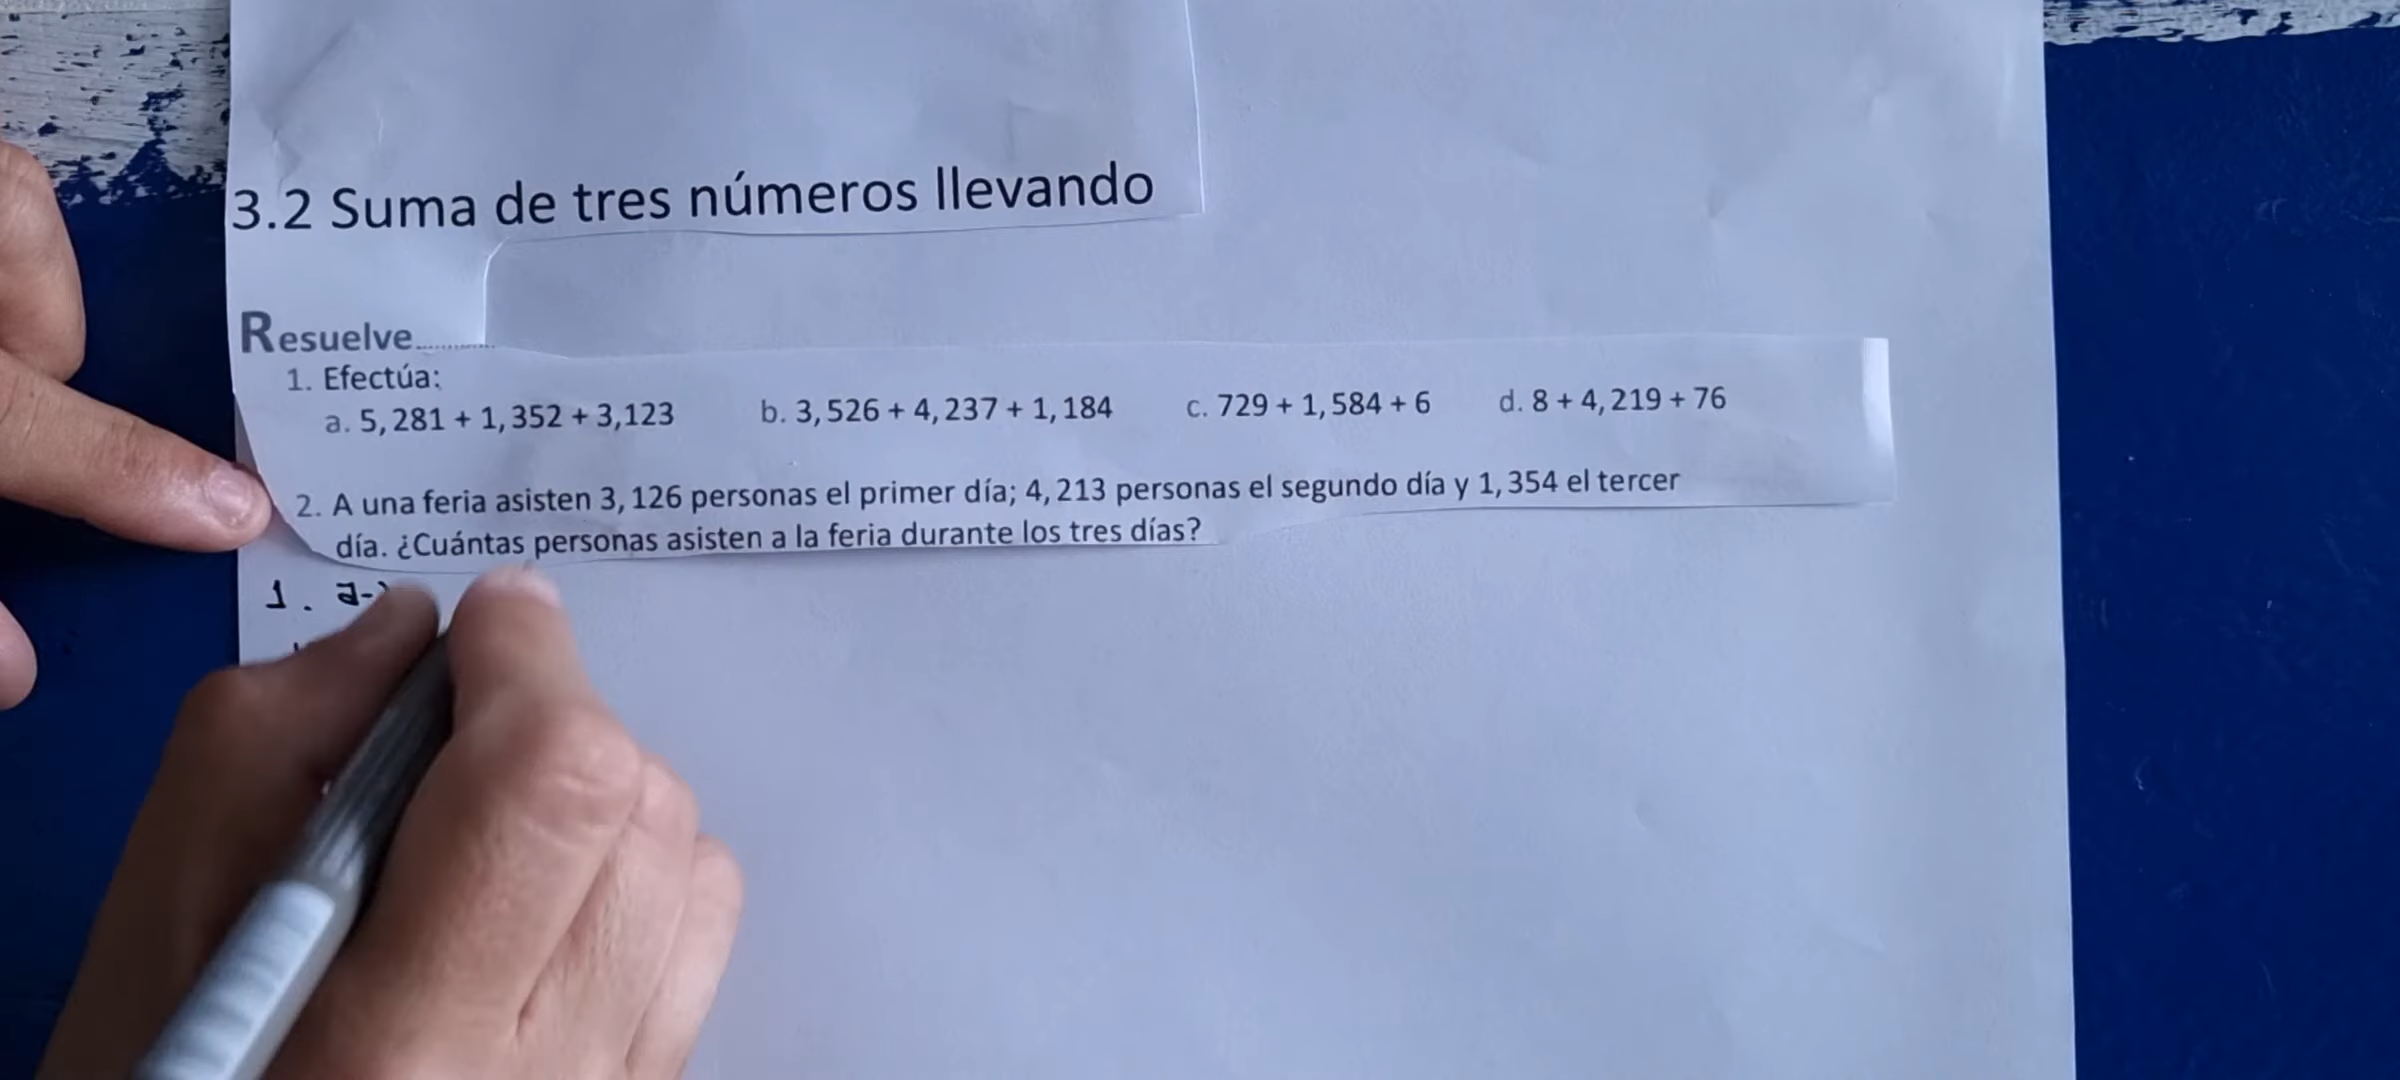 3.2 Suma de tres números llevando
Resuelve............
1. Efectúa:
a. 5, 281 + 1, 352 + 3,123 b. 3, 526 + 4, 237 + 1, 184 c. 729 + 1, 584 + 6 d. 8 + 4, 219 + 76
2. A una feria asisten 3, 126 personas el primer día; 4, 213 personas el segundo día y 1, 354 el tercer
día. ¿Cuántas personas asisten a la feria durante los tres días?
1. a-